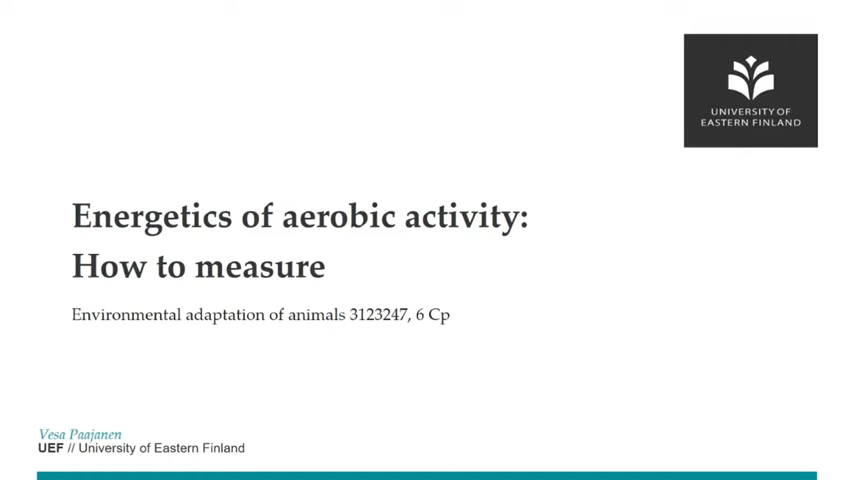 UNIVERSITY OF
EASTERN FINLAND
Energetics of aerobic activity:
How to measure
Environmental adaptation of animals 3123247, 6 Cp
Vesa Paajanen
UEF // University of Eastern Finland